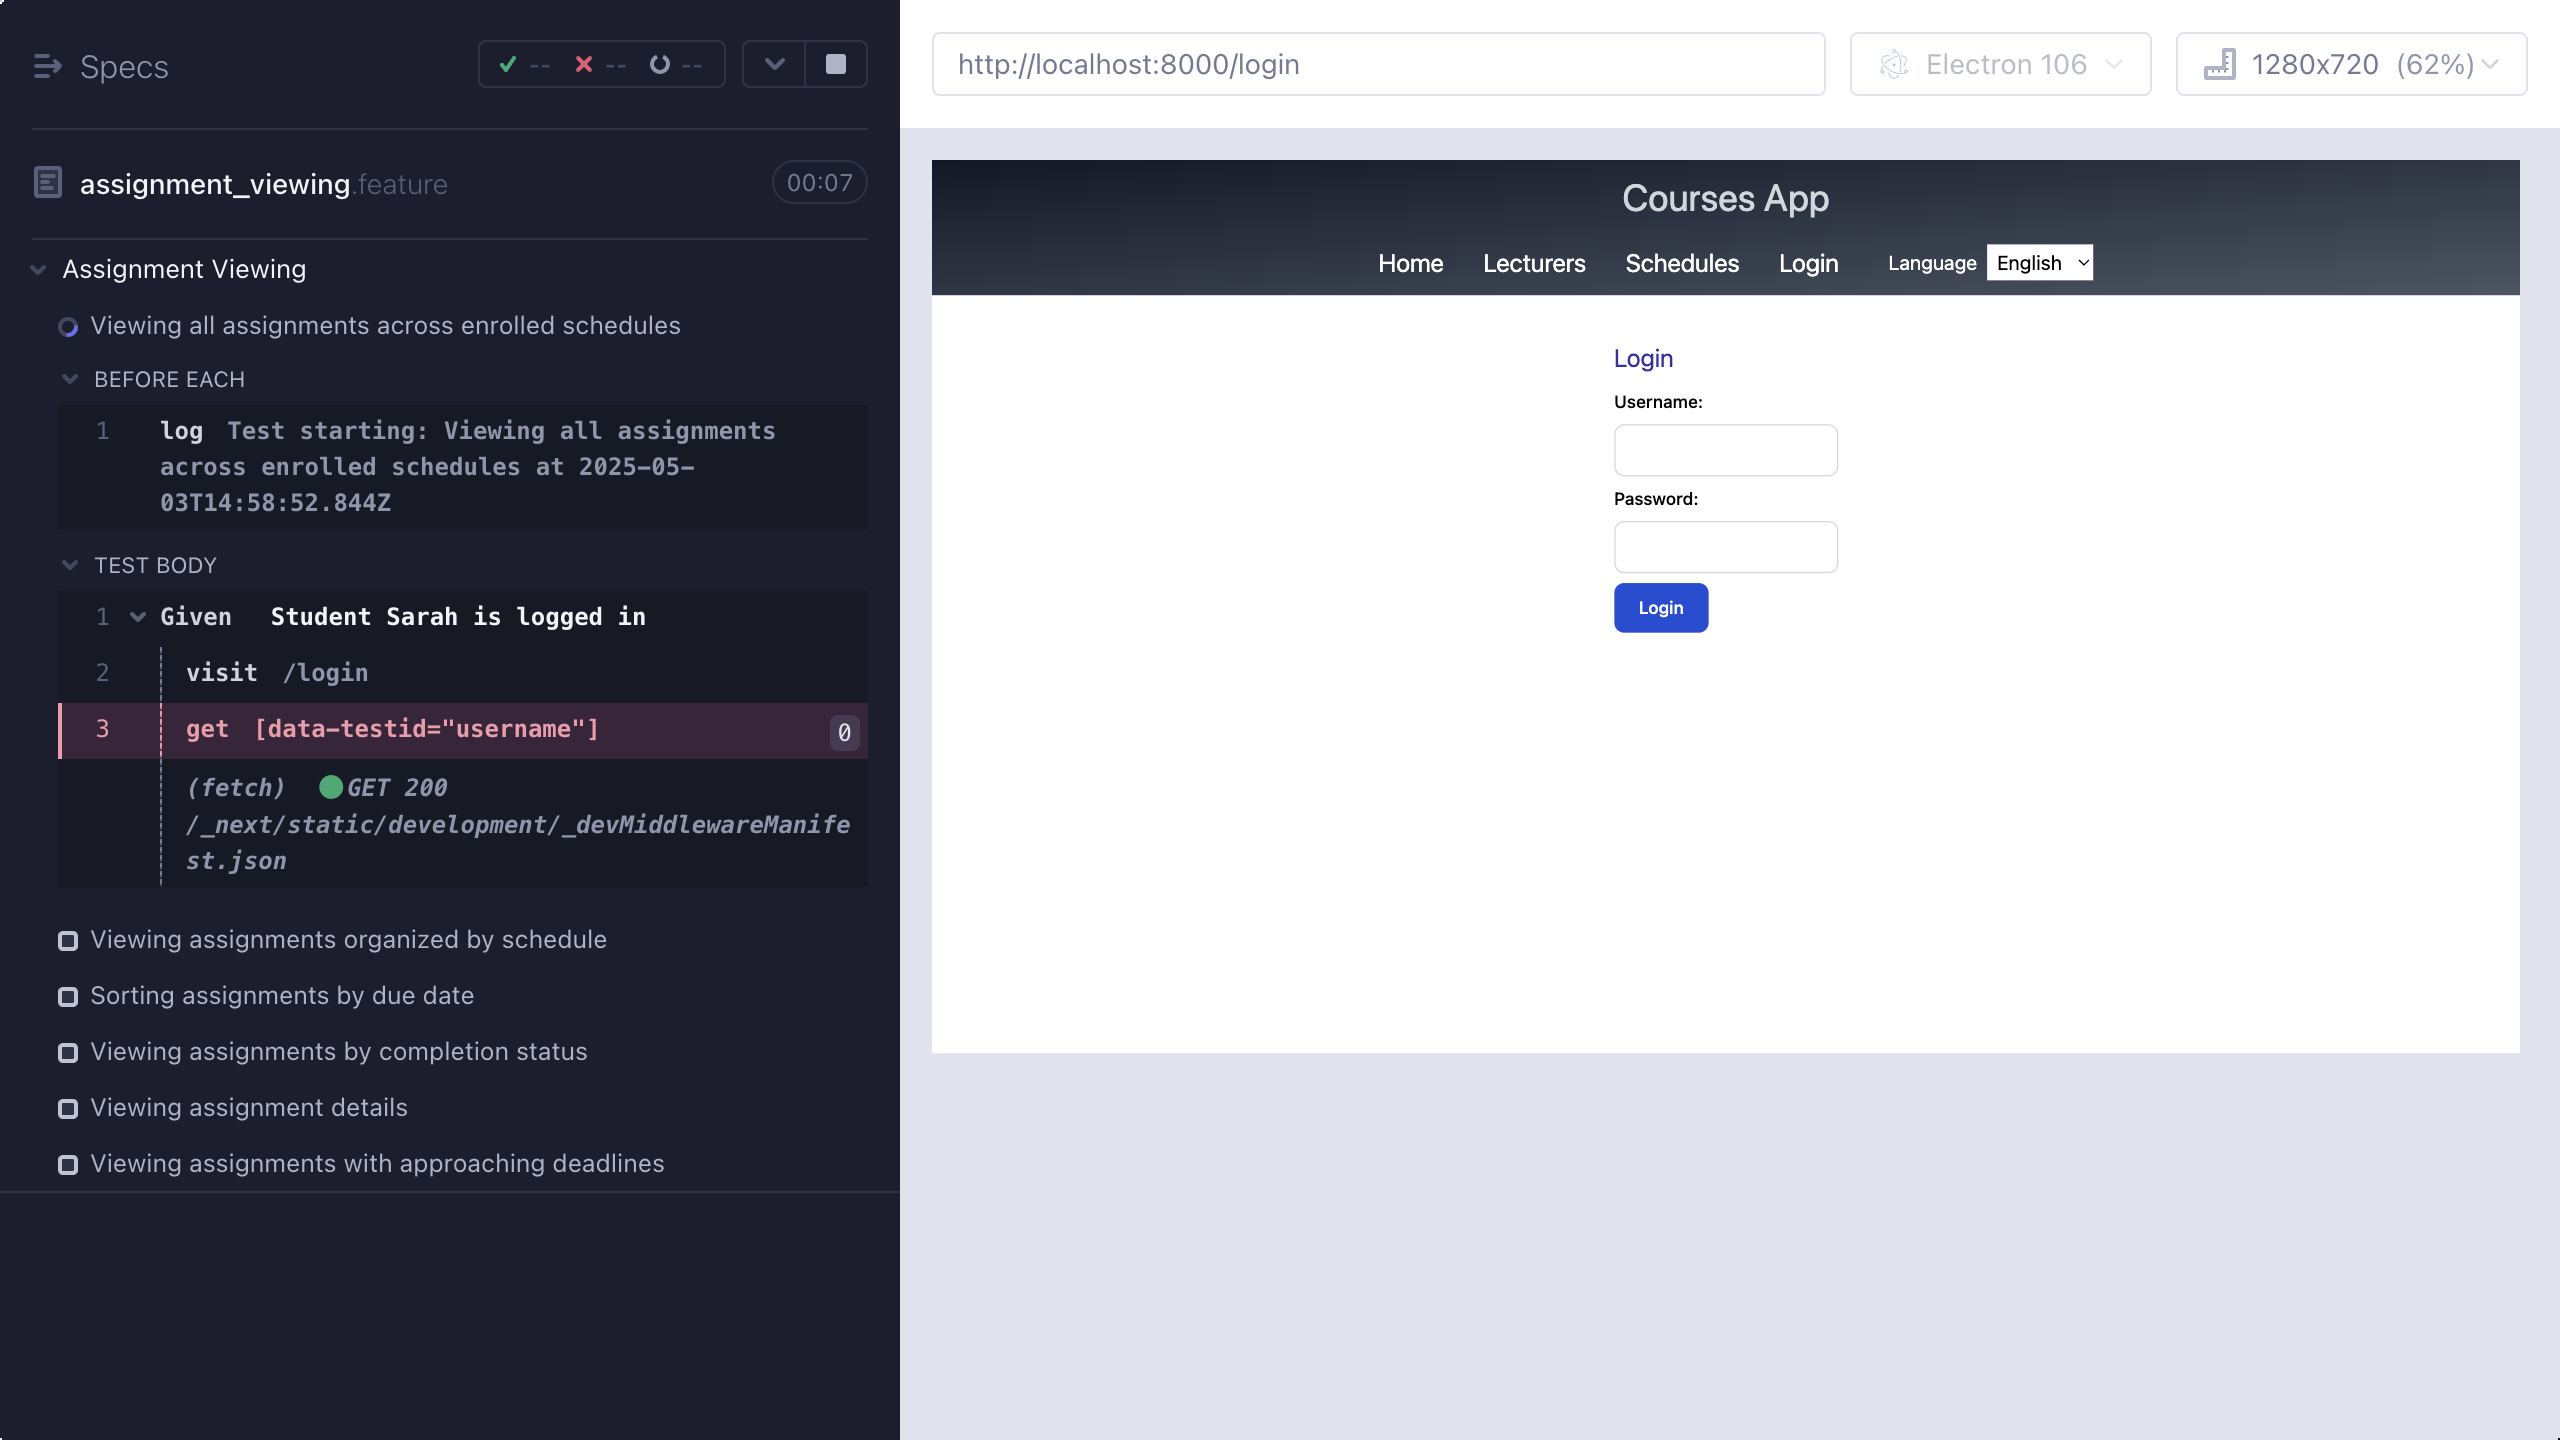 Specs
-- -- --
assignment_viewing.feature 00:07
Assignment Viewing
Viewing all assignments across enrolled schedules
BEFORE EACH
1 log Test starting: Viewing all assignments
across enrolled schedules at 2025-05-
03T14:58:52.844Z
TEST BODY
1 Given Student Sarah is logged in
2 visit /login
3 get [data-testid="username"] 0
(fetch) GET 200
/_next/static/development/_devMiddlewareManife
st.json
Viewing assignments organized by schedule
Sorting assignments by due date
Viewing assignments by completion status
Viewing assignment details
Viewing assignments with approaching deadlines
http://localhost:8000/login Electron 106 1280x720 (62%)
Courses App
Home Lecturers Schedules Login Language English
Login
Username:
Password:
Login